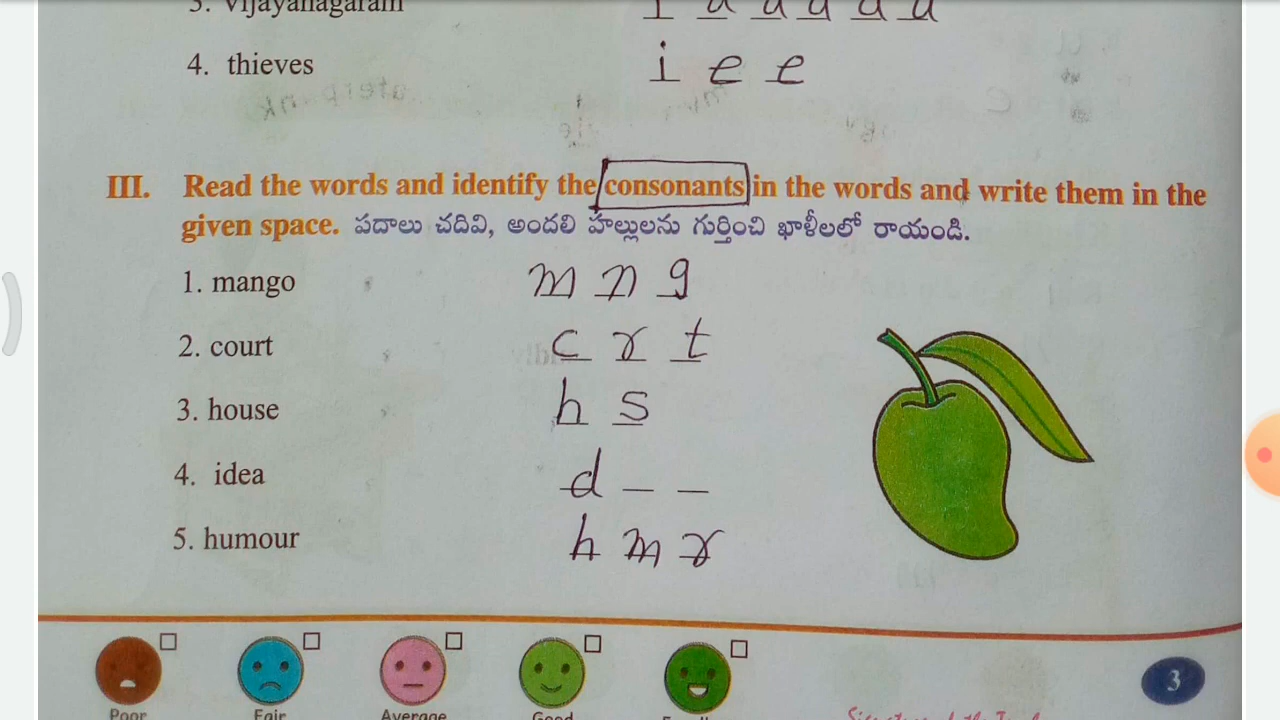 3. vijayanagaram i a a a a a
4. thieves i e e
III. Read the words and identify the consonants in the words and write them in the
given space. పదాలు చదివి, అందలి హల్లులను గుర్తించి ఖాళీలలో రాయండి.
1. mango m n g
2. court c r t
3. house h s
4. idea d _ _
5. humour h m r
Poor Fair Average Good
3